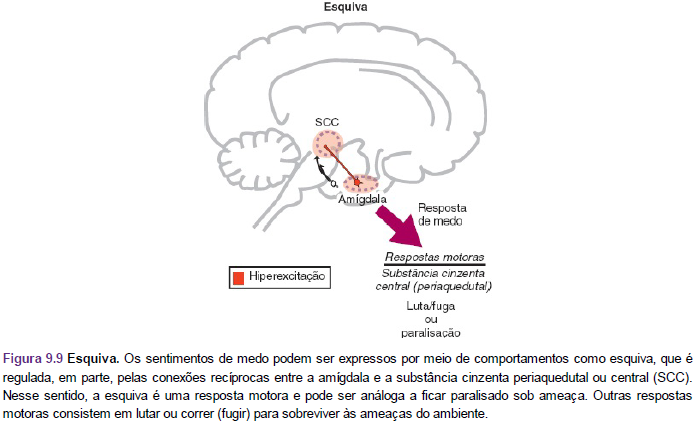 Esquiva
SCC
Amígdala
Resposta
de medo
Respostas motoras
Substância cinzenta
central (periaquedutal)
Luta/fuga
ou
paralisação
Hiperexcitação
Figura 9.9 Esquiva. Os sentimentos de medo podem ser expressos por meio de comportamentos como esquiva, que é
regulada, em parte, pelas conexões recíprocas entre a amígdala e a substância cinzenta periaquedutal ou central (SCC).
Nesse sentido, a esquiva é uma resposta motora e pode ser análoga a ficar paralisado sob ameaça. Outras respostas
motoras consistem em lutar ou correr (fugir) para sobreviver às ameaças do ambiente.